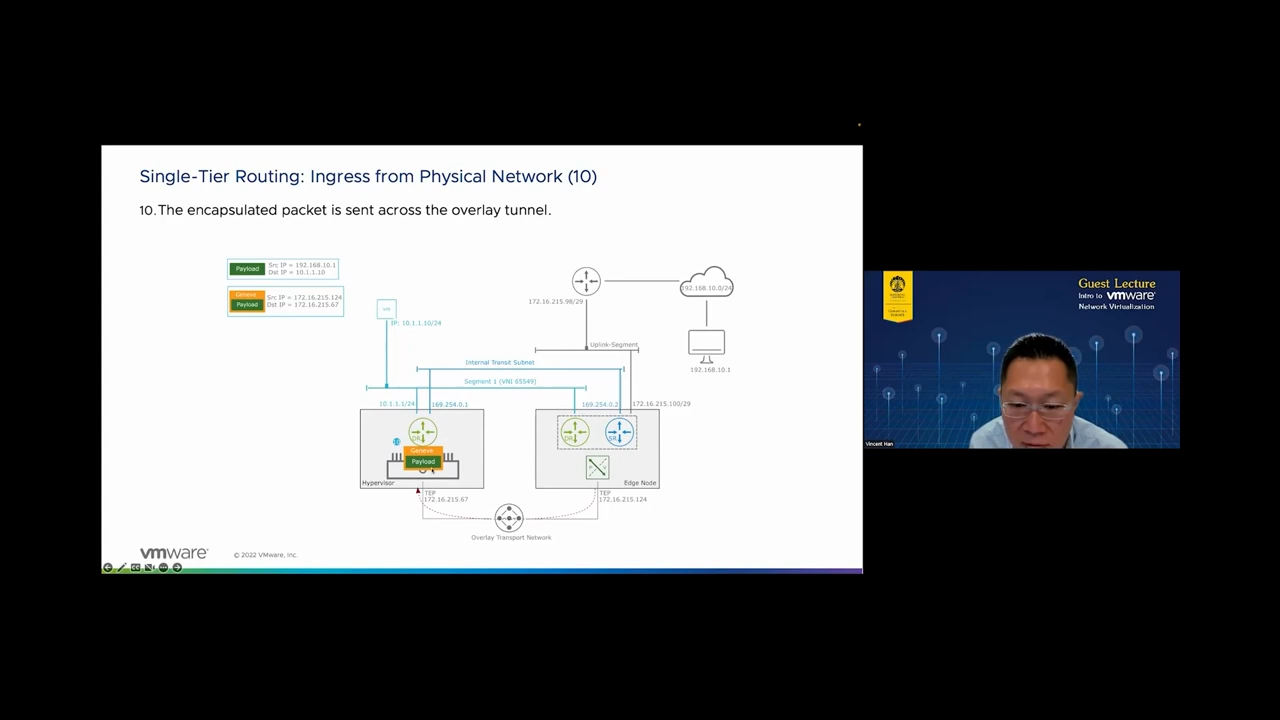 Single-Tier Routing: Ingress from Physical Network (10)
10. The encapsulated packet is sent across the overlay tunnel.
Payload
Src IP = 192.168.10.1
Dst IP = 10.1.1.10
Geneve
Payload
Src IP = 172.16.215.124
Dst IP = 172.16.215.67
VM
IP: 10.1.1.10/24
172.16.215.98/29
192.168.10.0/24
192.168.10.1
Uplink-Segment
Internal Transit Subnet
Segment 1 (VNI 65549)
10.1.1.1/24
169.254.0.1
169.254.0.2
172.16.215.100/29
DR
DR
SR
10
Geneve
Payload
Hypervisor
Edge Node
TEP
172.16.215.67
TEP
172.16.215.124
Overlay Transport Network
vmware
© 2022 VMware, Inc.
Guest Lecture
Intro to vmware
Network Virtualization
Vincent Han